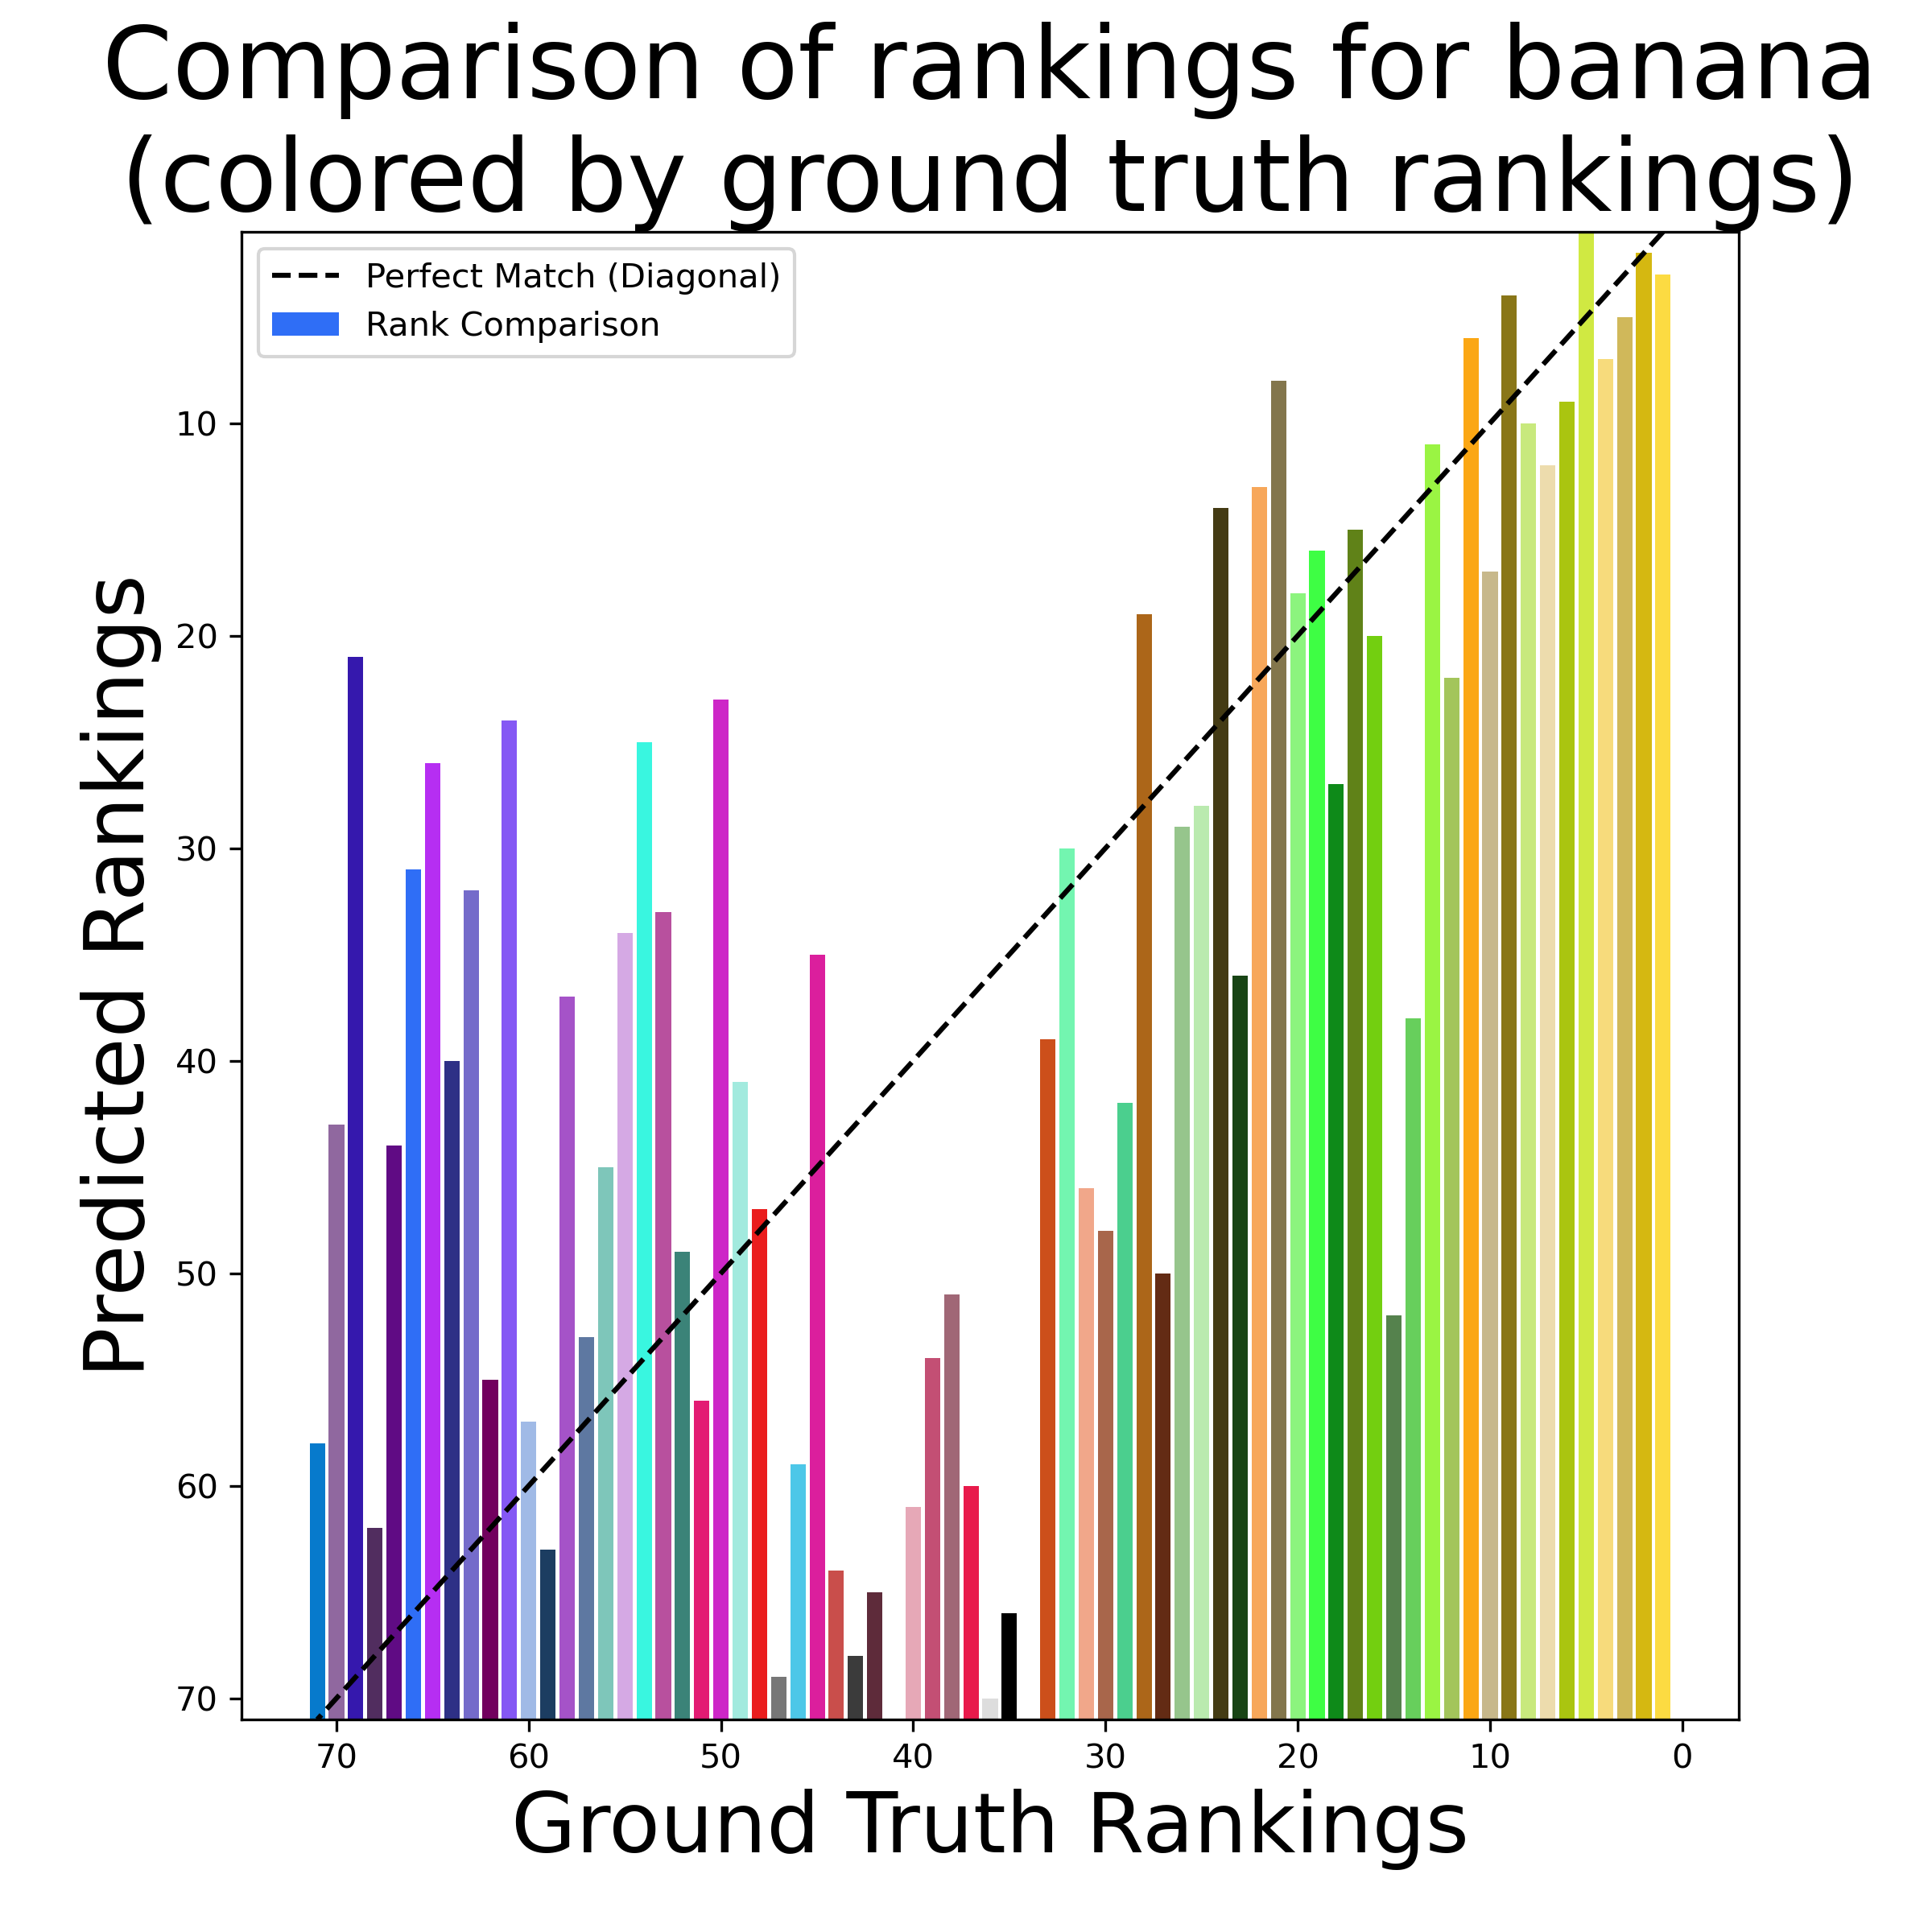 Comparison of rankings for banana
(colored by ground truth rankings)
Perfect Match (Diagonal)
Rank Comparison
Predicted Rankings
10
20
30
40
50
60
70
70 60 50 40 30 20 10 0
Ground Truth Rankings